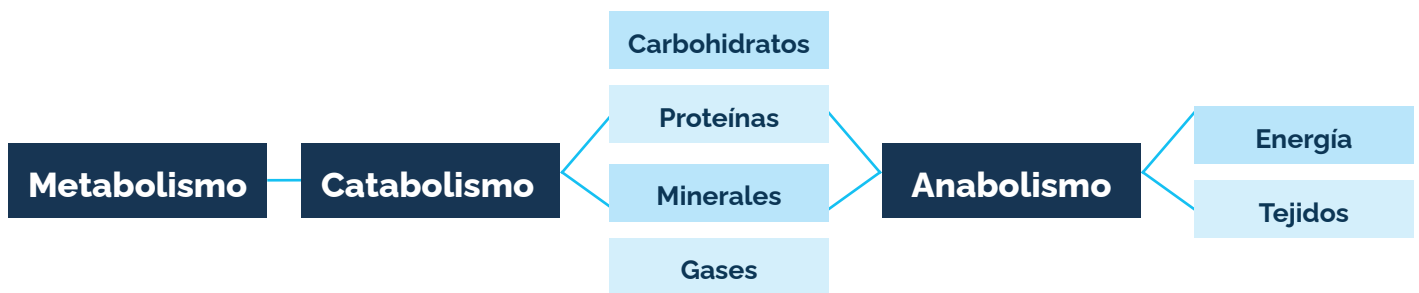 Metabolismo
Catabolismo
Carbohidratos
Proteínas
Minerales
Gases
Anabolismo
Energía
Tejidos